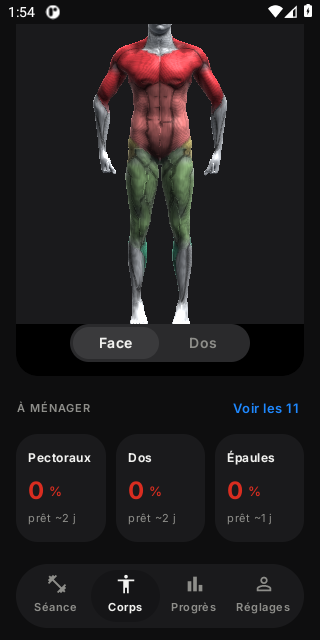 1:54
Face
Dos
À MÉNAGER
Voir les 11
Pectoraux
Dos
Épaules
0 %
0 %
0 %
prêt ~2 j
prêt ~2 j
prêt ~1 j
Séance
Corps
Progrès
Réglages